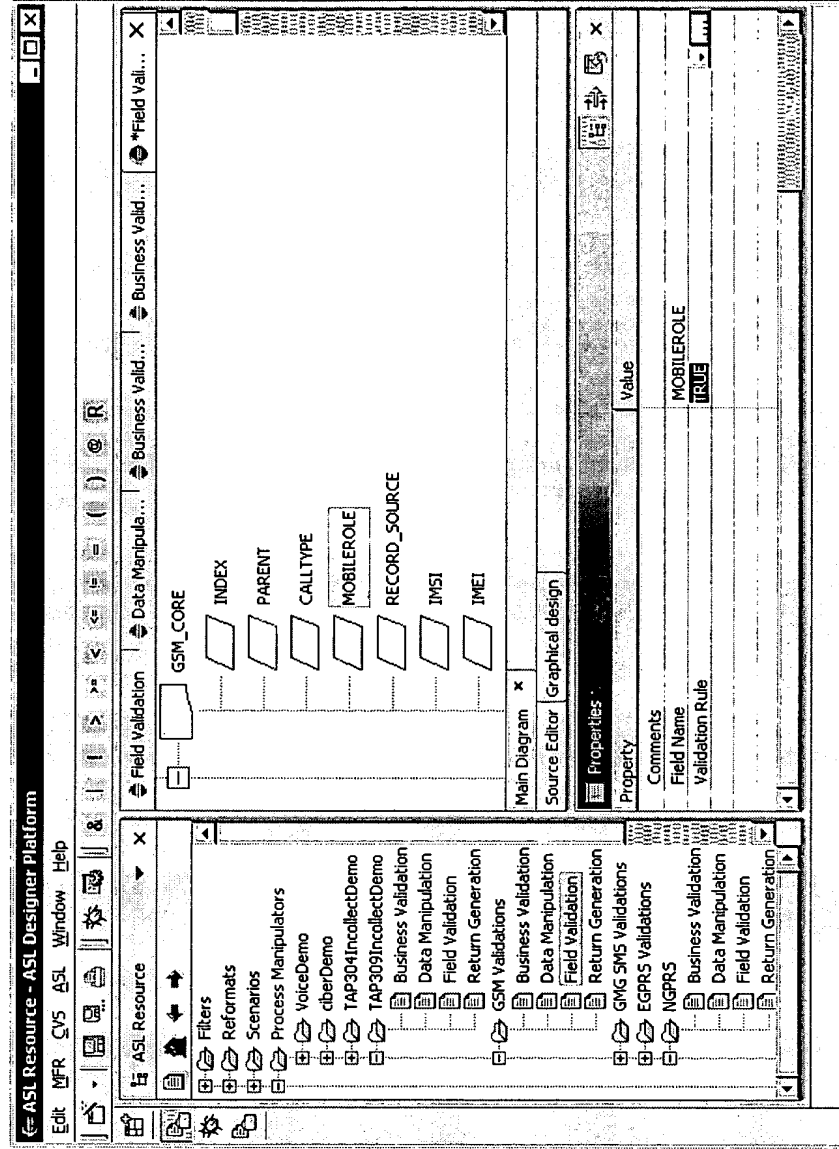 ASL Resource - ASL Designer Platform
Edit MFR CVS ASL Window Help
& | [ > >= < <= != = ( ) @ R
ASL Resource
Filters
Reformats
Scenarios
Process Manipulators
VoiceDemo
ciberDemo
TAP304IncollectDemo
TAP309IncollectDemo
Business Validation
Data Manipulation
Field Validation
Return Generation
GSM Validations
Business Validation
Data Manipulation
Field Validation
Return Generation
GMG SMS Validations
EGPRS Validations
NGPRS
Business Validation
Data Manipulation
Field Validation
Return Generation
Field Validation
Data Manipula...
Business Valid...
Business Valid...
*Field Vali...
GSM_CORE
INDEX
PARENT
CALLTYPE
MOBILEROLE
RECORD_SOURCE
IMSI
IMEI
Main Diagram
Source Editor Graphical design
Properties
Property Value
Comments
Field Name MOBILEROLE
Validation Rule TRUE
...